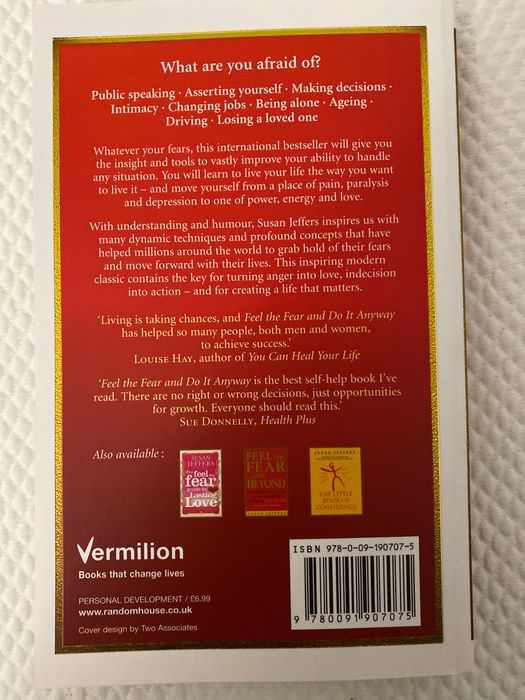 What are you afraid of?
Public speaking · Asserting yourself · Making decisions ·
Intimacy · Changing jobs · Being alone · Ageing ·
Driving · Losing a loved one
Whatever your fears, this international bestseller will give you
the insight and tools to vastly improve your ability to handle
any situation. You will learn to live your life the way you want
to live it – and move yourself from a place of pain, paralysis
and depression to one of power, energy and love.
With understanding and humour, Susan Jeffers inspires us with
many dynamic techniques and profound concepts that have
helped millions around the world to grab hold of their fears
and move forward with their lives. This inspiring modern
classic contains the key for turning anger into love, indecision
into action – and for creating a life that matters.
‘Living is taking chances, and Feel the Fear and Do It Anyway
has helped so many people, both men and women,
to achieve success.’
LOUISE HAY, author of You Can Heal Your Life
‘Feel the Fear and Do It Anyway is the best self-help book I’ve
read. There are no right or wrong decisions, just opportunities
for growth. Everyone should read this.’
SUE DONNELLY, Health Plus
Also available :
SUSAN
JEFFERS
The feel the
fear
guide to
Lasting
Love
FEEL THE
FEAR
AND
BEYOND
SUSAN JEFFERS
SUSAN JEFFERS
THE LITTLE
BOOK OF
CONFIDENCE
Vermilion
Books that change lives
PERSONAL DEVELOPMENT / £6.99
www.randomhouse.co.uk
Cover design by Two Associates
ISBN 978-0-09-190707-5
9 780091 907075